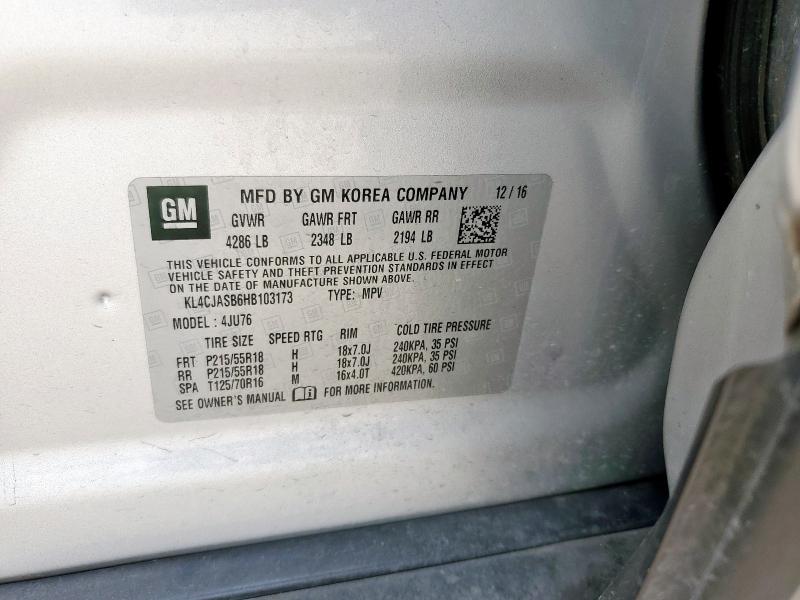 GM MFD BY GM KOREA COMPANY 12 / 16
GVWR GAWR FRT GAWR RR
4286 LB 2348 LB 2194 LB
THIS VEHICLE CONFORMS TO ALL APPLICABLE U.S. FEDERAL MOTOR
VEHICLE SAFETY AND THEFT PREVENTION STANDARDS IN EFFECT
ON THE DATE OF MANUFACTURE SHOWN ABOVE.
KL4CJASB6HB103173 TYPE: MPV
MODEL : 4JU76
TIRE SIZE SPEED RTG RIM COLD TIRE PRESSURE
FRT P215/55R18 H 18x7.0J 240KPA, 35 PSI
RR P215/55R18 H 18x7.0J 240KPA, 35 PSI
SPA T125/70R16 M 16x4.0T 420KPA, 60 PSI
SEE OWNER'S MANUAL FOR MORE INFORMATION.